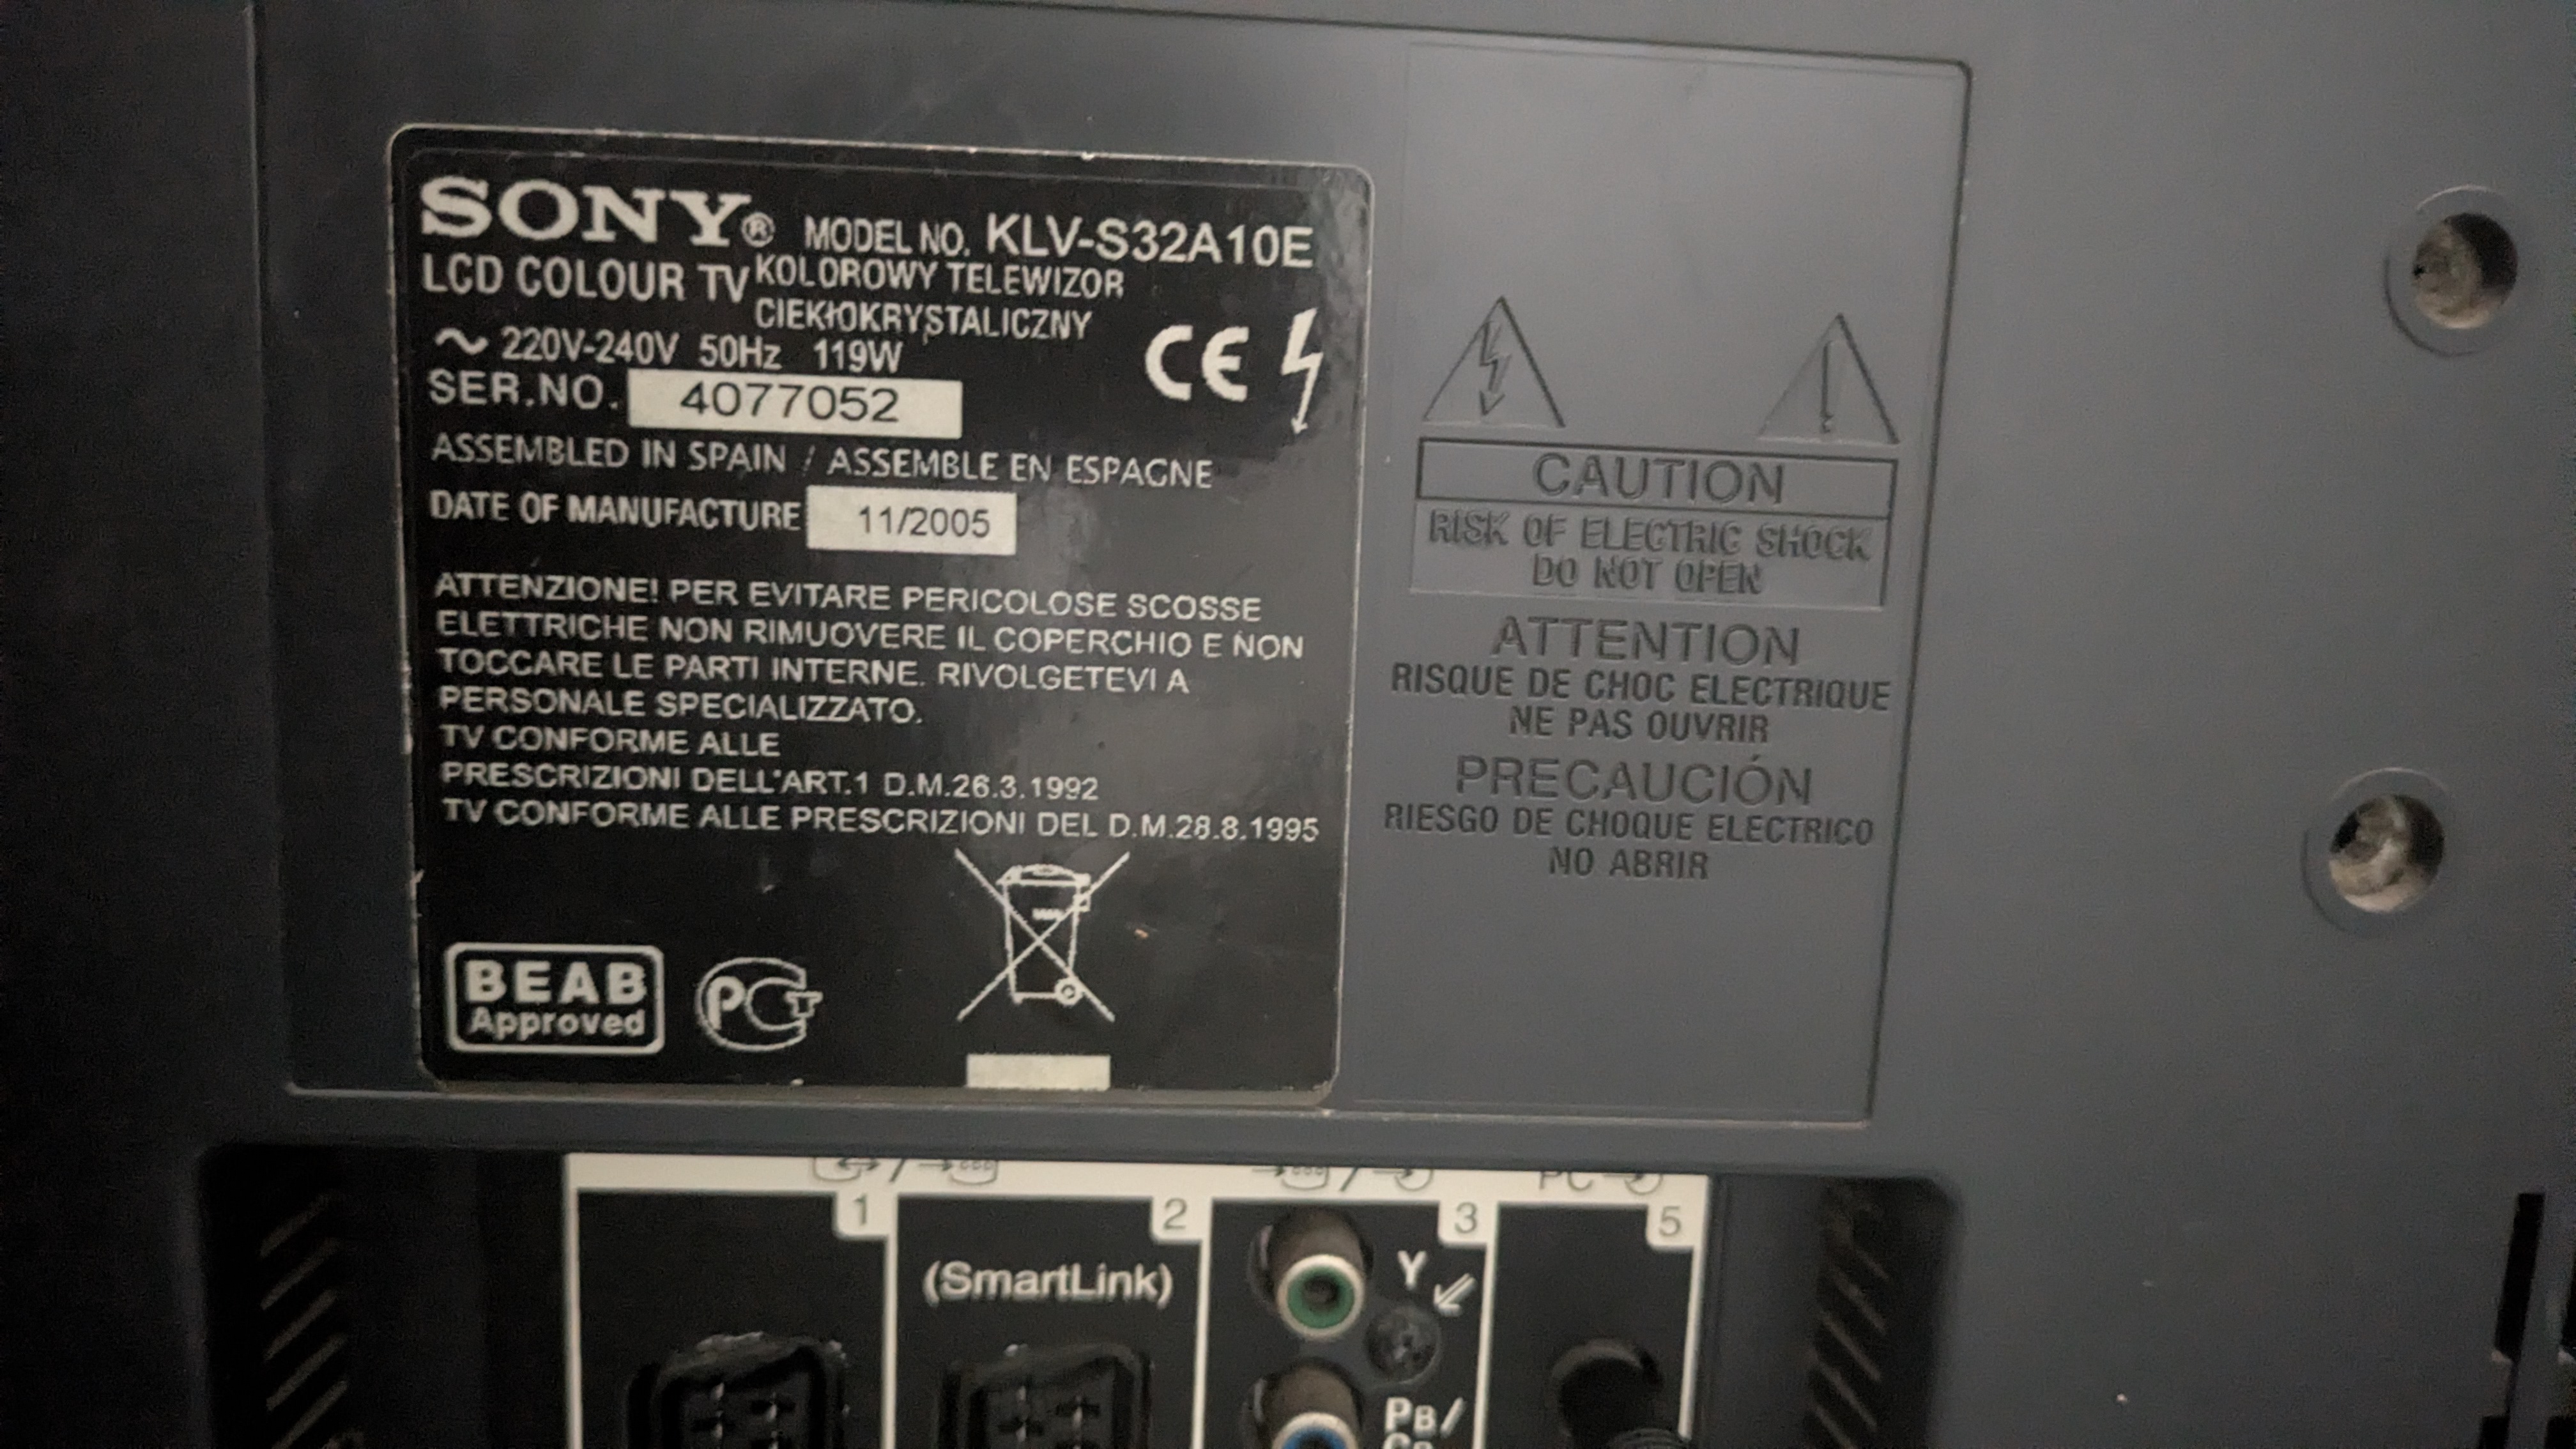 SONY® MODEL NO. KLV-S32A10E
LCD COLOUR TV KOLOROWY TELEWIZOR
CIEKŁOKRYSTALICZNY
~ 220V-240V 50Hz 119W
SER.NO. 4077052
ASSEMBLED IN SPAIN / ASSEMBLE EN ESPAGNE
DATE OF MANUFACTURE 11/2005
CE
ATTENZIONE! PER EVITARE PERICOLOSE SCOSSE
ELETTRICHE NON RIMUOVERE IL COPERCHIO E NON
TOCCARE LE PARTI INTERNE. RIVOLGETEVI A
PERSONALE SPECIALIZZATO.
TV CONFORME ALLE
PRESCRIZIONI DELL'ART.1 D.M.26.3.1992
TV CONFORME ALLE PRESCRIZIONI DEL D.M.28.8.1995
BEAB
Approved
PCT
CAUTION
RISK OF ELECTRIC SHOCK
DO NOT OPEN
ATTENTION
RISQUE DE CHOC ELECTRIQUE
NE PAS OUVRIR
PRECAUCIÓN
RIESGO DE CHOQUE ELECTRICO
NO ABRIR
PC
1 2 3 5
(SmartLink)
Y
PB/